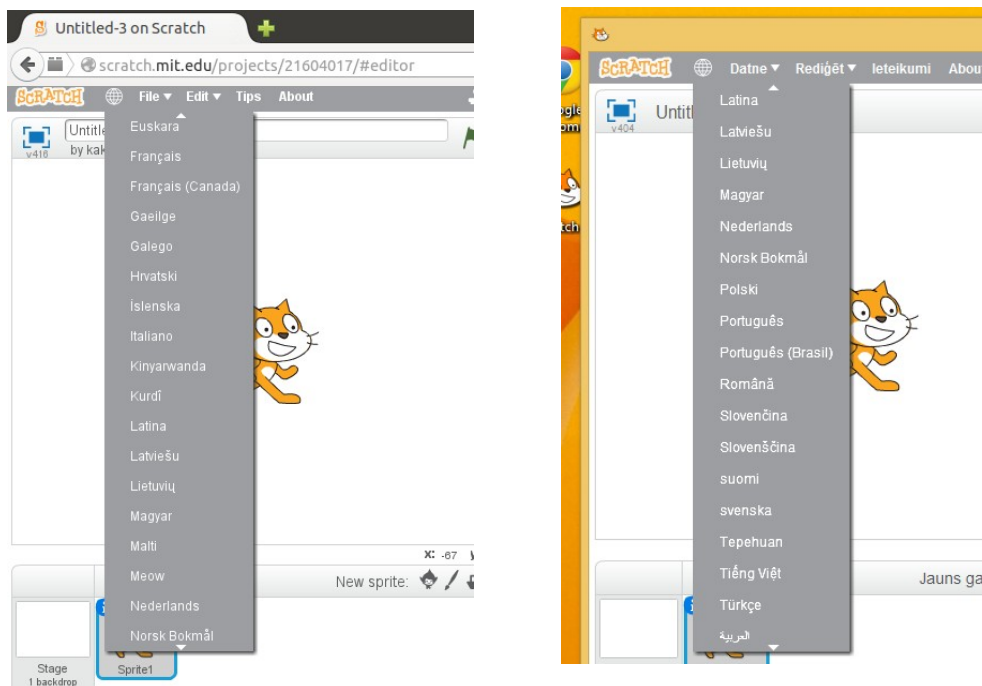 Untitled-3 on Scratch
scratch.mit.edu/projects/21604017/#editor
SCRATCH File Edit Tips About
v416
by kak
Euskara
Français
Français (Canada)
Gaeilge
Galego
Hrvatski
Íslenska
Italiano
Kinyarwanda
Kurdî
Latina
Latviešu
Lietuvių
Magyar
Malti
Meow
Nederlands
Norsk Bokmål
x: -67
New sprite:
Stage
1 backdrop
Sprite1
SCRATCH Datne Rediģēt Ieteikumi About
v404
Latina
Latviešu
Lietuvių
Magyar
Nederlands
Norsk Bokmål
Polski
Português
Português (Brasil)
Română
Slovenčina
Slovenščina
suomi
svenska
Tepehuan
Tiếng Việt
Türkçe
العربية
Jauns